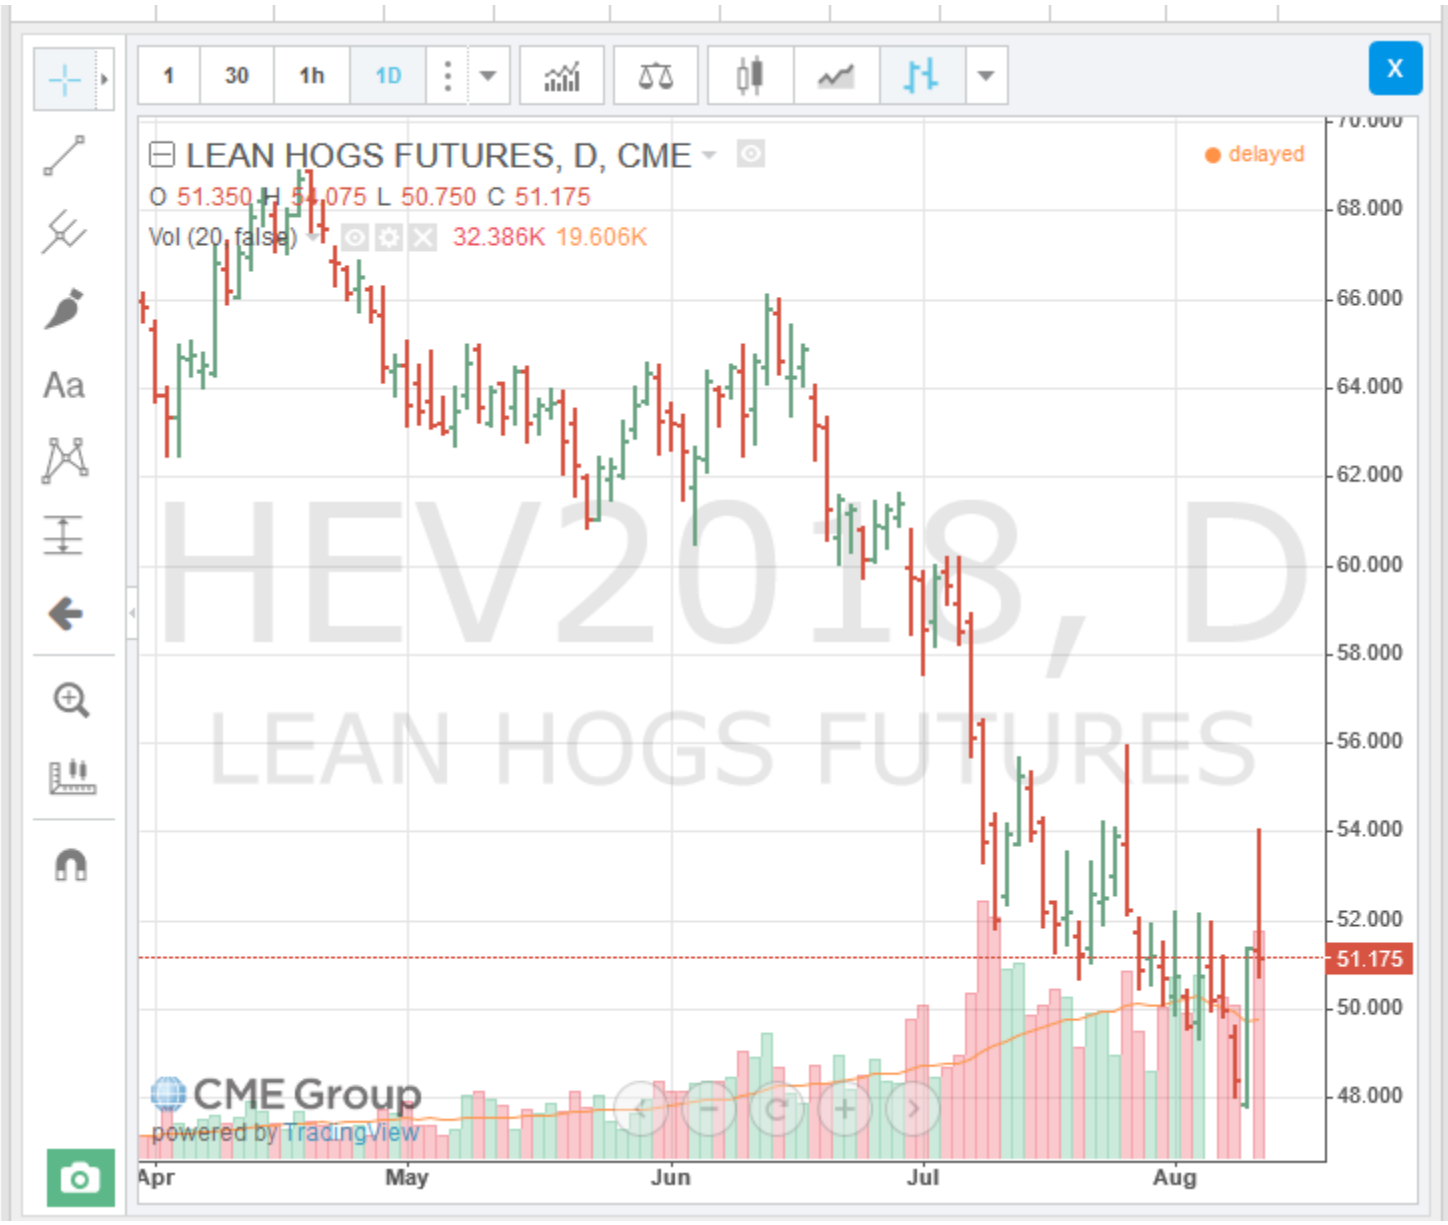 1 30 1h 1D
X
LEAN HOGS FUTURES, D, CME
delayed
O 51.350 H 54.075 L 50.750 C 51.175
Vol (20, false) 32.386K 19.606K
Aa
70.000
68.000
66.000
64.000
62.000
60.000
58.000
56.000
54.000
52.000
51.175
50.000
48.000
HEV2018, D
LEAN HOGS FUTURES
CME Group
powered by TradingView
Apr May Jun Jul Aug